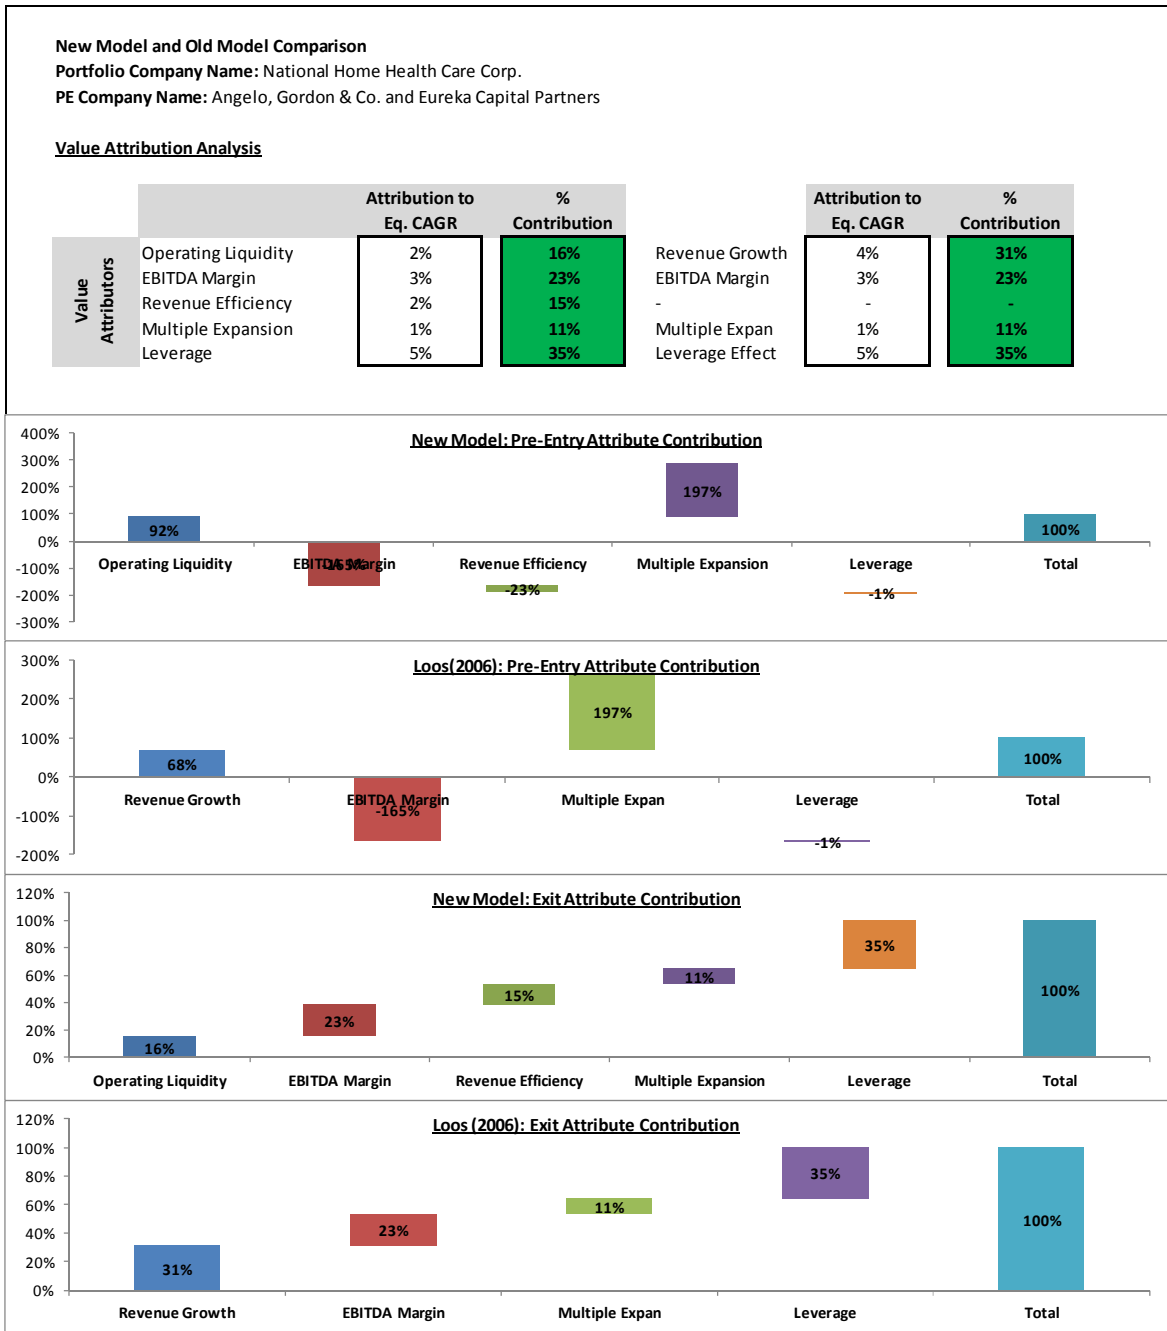 New Model and Old Model Comparison
Portfolio Company Name: National Home Health Care Corp.
PE Company Name: Angelo, Gordon & Co. and Eureka Capital Partners
Value Attribution Analysis
Attribution to Eq. CAGR % Contribution Attribution to Eq. CAGR % Contribution
Value Attributors
Operating Liquidity 2% 16% Revenue Growth 4% 31%
EBITDA Margin 3% 23% EBITDA Margin 3% 23%
Revenue Efficiency 2% 15% - - -
Multiple Expansion 1% 11% Multiple Expan 1% 11%
Leverage 5% 35% Leverage Effect 5% 35%
New Model: Pre-Entry Attribute Contribution
400%
300%
200%
100%
0%
-100%
-200%
-300%
92% -165% -23% 197% -1% 100%
Operating Liquidity EBITDA Margin Revenue Efficiency Multiple Expansion Leverage Total
Loos(2006): Pre-Entry Attribute Contribution
300%
200%
100%
0%
-100%
-200%
68% -165% 197% -1% 100%
Revenue Growth EBITDA Margin Multiple Expan Leverage Total
New Model: Exit Attribute Contribution
120%
100%
80%
60%
40%
20%
0%
16% 23% 15% 11% 35% 100%
Operating Liquidity EBITDA Margin Revenue Efficiency Multiple Expansion Leverage Total
Loos (2006): Exit Attribute Contribution
120%
100%
80%
60%
40%
20%
0%
31% 23% 11% 35% 100%
Revenue Growth EBITDA Margin Multiple Expan Leverage Total